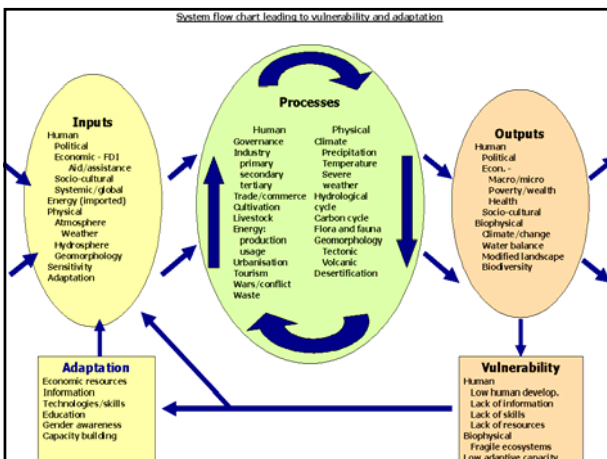 System flow chart leading to vulnerability and adaptation
Inputs
Human
Political
Economic - FDI
Aid/assistance
Socio-cultural
Systemic/global
Energy (imported)
Physical
Atmosphere
Weather
Hydrosphere
Geomorphology
Sensitivity
Adaptation
Processes
Human
Governance
Industry
primary
secondary
tertiary
Trade/commerce
Cultivation
Livestock
Energy:
production
usage
Urbanisation
Tourism
Wars/conflict
Waste
Physical
Climate
Precipitation
Temperature
Severe
weather
Hydrological
cycle
Carbon cycle
Flora and fauna
Geomorphology
Tectonic
Volcanic
Desertification
Outputs
Human
Political
Econ. -
Macro/micro
Poverty/wealth
Health
Socio-cultural
Biophysical
Climate/change
Water balance
Modified landscape
Biodiversity
Adaptation
Economic resources
Information
Technologies/skills
Education
Gender awareness
Capacity building
Vulnerability
Human
Low human develop.
Lack of information
Lack of skills
Lack of resources
Biophysical
Fragile ecosystems
Low adaptive capacity